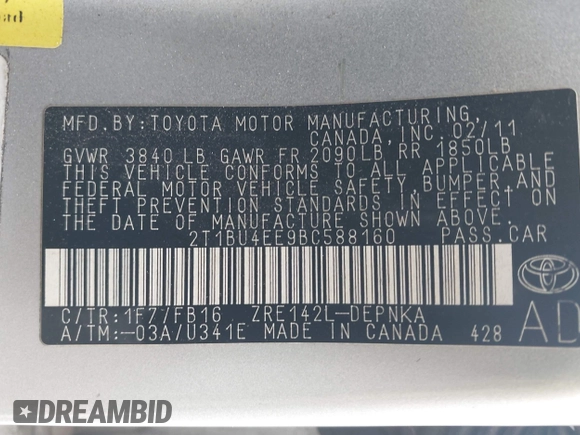 MFD.BY:TOYOTA MOTOR MANUFACTURING,
CANADA,INC.02/11
GVWR 3840 LB GAWR FR 2090LB RR 1850LB
THIS VEHICLE CONFORMS TO ALL APPLICABLE
FEDERAL MOTOR VEHICLE SAFETY,BUMPER,AND
THEFT PREVENTION STANDARDS IN EFFECT ON
THE DATE OF MANUFACTURE SHOWN ABOVE.
2T1BU4EE9BC588160 PASS.CAR
C/TR:1F7/FB16 ZRE142L-DEPNKA
A/TM:-03A/U341E MADE IN CANADA 428
AD
DREAMBID